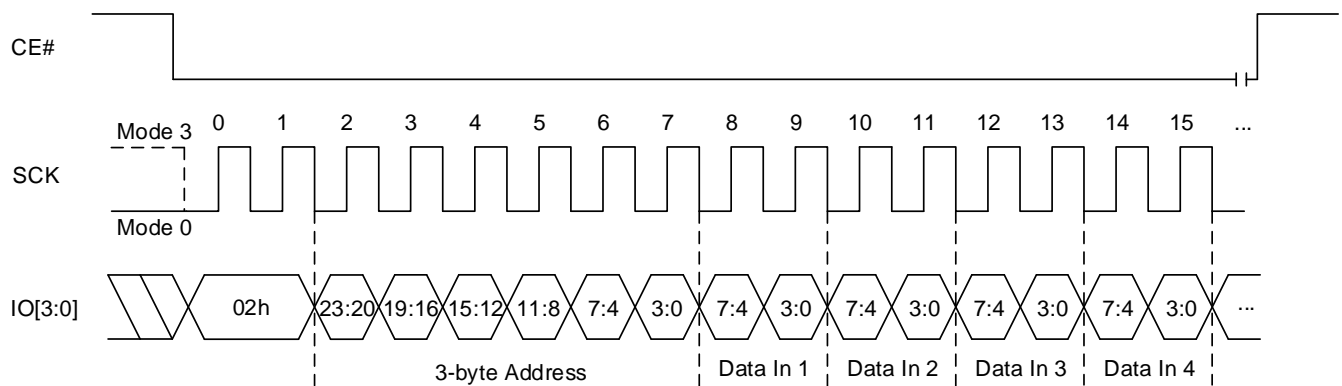 CE#
Mode 3 0 1 2 3 4 5 6 7 8 9 10 11 12 13 14 15 ...
SCK
Mode 0
IO[3:0] 02h 23:20 19:16 15:12 11:8 7:4 3:0 7:4 3:0 7:4 3:0 7:4 3:0 7:4 3:0 ...
3-byte Address Data In 1 Data In 2 Data In 3 Data In 4